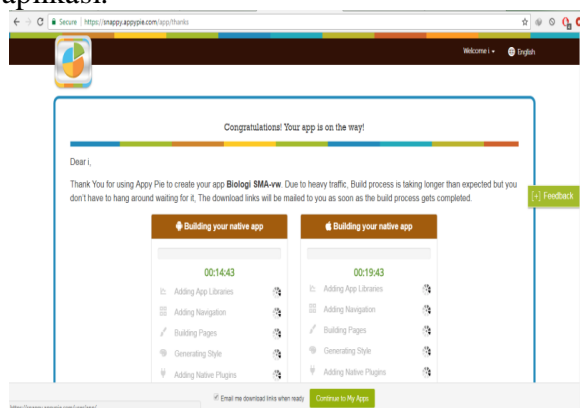 aplikasi.
Secure | https://snappy.appypie.com/app/thanks
Welcome i
English
Congratulations! Your app is on the way!
Dear i,
Thank You for using Appy Pie to create your app Biologi SMA-vw. Due to heavy traffic, Build process is taking longer than expected but you
don't have to hang around waiting for it, The download links will be mailed to you as soon as the build process gets completed.
[+] Feedback
Building your native app
00:14:43
Adding App Libraries
Adding Navigation
Building Pages
Generating Style
Adding Native Plugins
Building your native app
00:19:43
Adding App Libraries
Adding Navigation
Building Pages
Generating Style
Adding Native Plugins
Email me download links when ready
Continue to My Apps